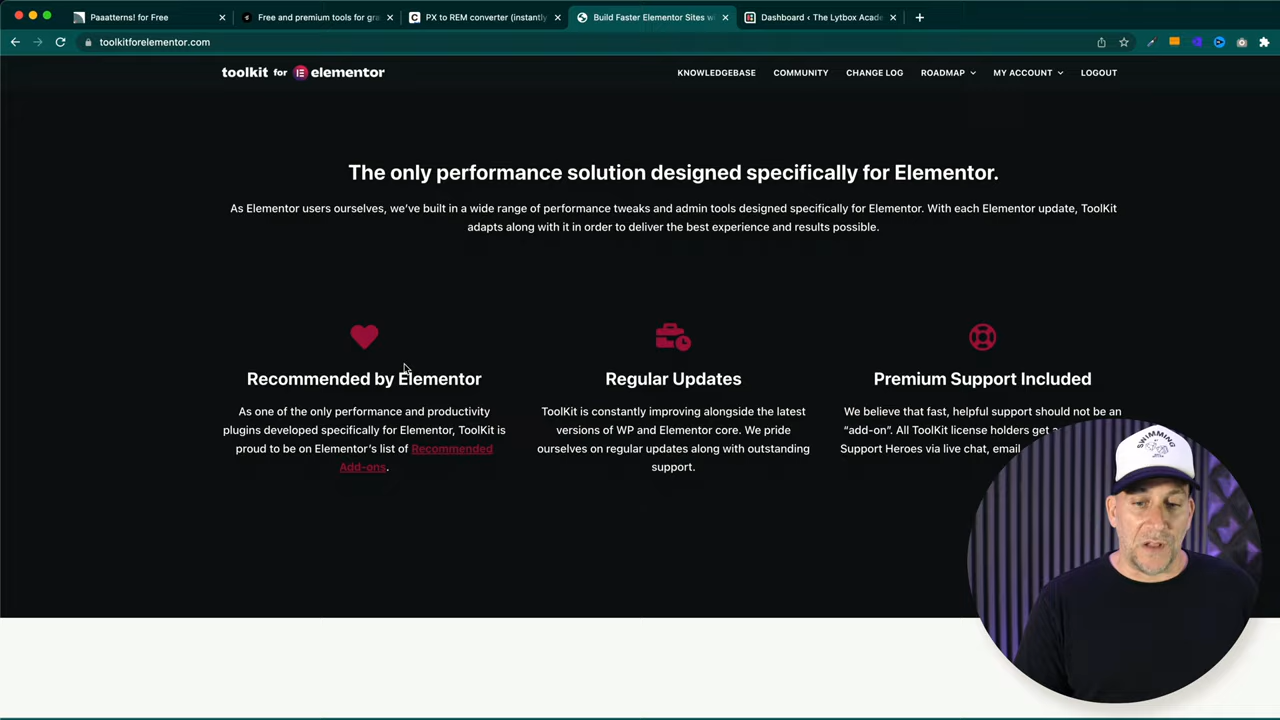 Paaatterns! for Free
Free and premium tools for gra
PX to REM converter (instantly
Build Faster Elementor Sites wi
Dashboard ‹ The Lytbox Acade
toolkitforelementor.com
toolkit for elementor
KNOWLEDGEBASE
COMMUNITY
CHANGE LOG
ROADMAP
MY ACCOUNT
LOGOUT
The only performance solution designed specifically for Elementor.
As Elementor users ourselves, we’ve built in a wide range of performance tweaks and admin tools designed specifically for Elementor. With each Elementor update, ToolKit
adapts along with it in order to deliver the best experience and results possible.
Recommended by Elementor
As one of the only performance and productivity
plugins developed specifically for Elementor, ToolKit is
proud to be on Elementor’s list of Recommended
Add-ons.
Regular Updates
ToolKit is constantly improving alongside the latest
versions of WP and Elementor core. We pride
ourselves on regular updates along with outstanding
support.
Premium Support Included
We believe that fast, helpful support should not be an
“add-on”. All ToolKit license holders get
Support Heroes via live chat, email
SWIMMING